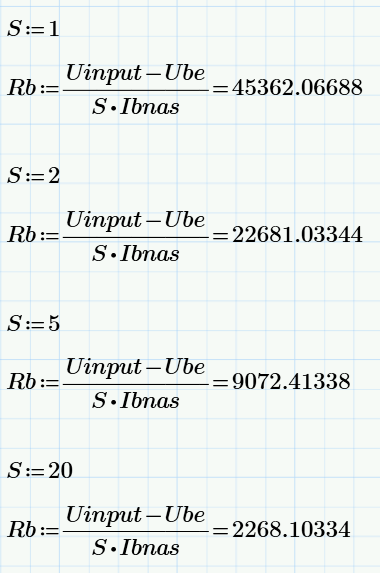 S:=1
Rb:=(Uinput−Ube)/(S•Ibnas)=45362.06688
S:=2
Rb:=(Uinput−Ube)/(S•Ibnas)=22681.03344
S:=5
Rb:=(Uinput−Ube)/(S•Ibnas)=9072.41338
S:=20
Rb:=(Uinput−Ube)/(S•Ibnas)=2268.10334